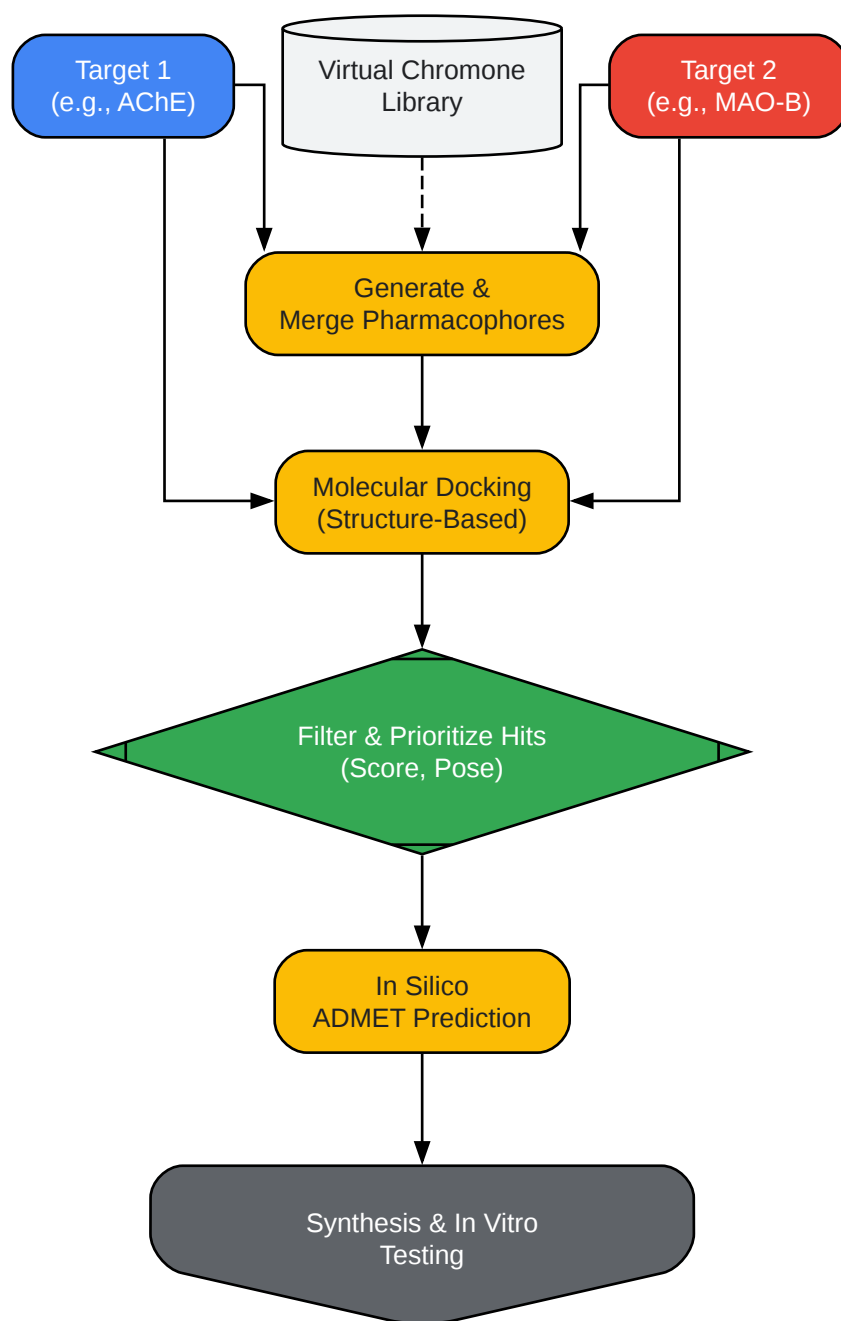 Target 1
(e.g., AChE)
Virtual Chromone
Library
Target 2
(e.g., MAO-B)
Generate &
Merge Pharmacophores
Molecular Docking
(Structure-Based)
Filter & Prioritize Hits
(Score, Pose)
In Silico
ADMET Prediction
Synthesis & In Vitro
Testing